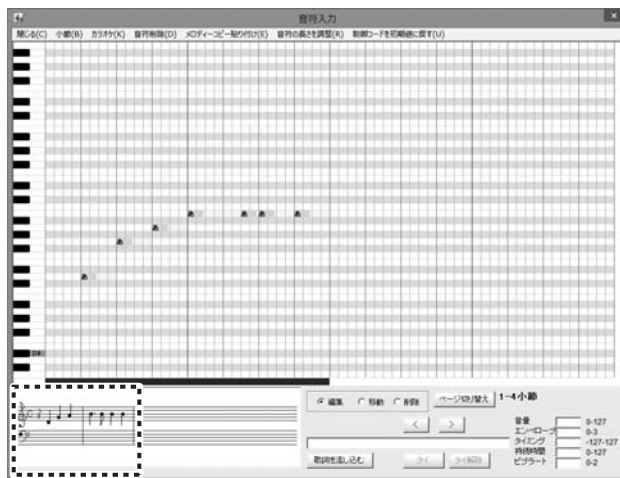 音符入力
閉じる(C) 小節(B) カラオケ(K) 音符削除(D) メロディーコピー貼り付け(E) 音符の長さを調整(R) 制御コードを初期値に戻す(U)
あ あ あ あ
あ
あ
あ
D#
編集 移動 削除 ページ切り替え 1-4小節
< >
音量 0-127
エンベロープ 0-3
タイミング -127-127
持続時間 0-127
ビブラート 0-2
歌詞を流し込む タイ タイ解除